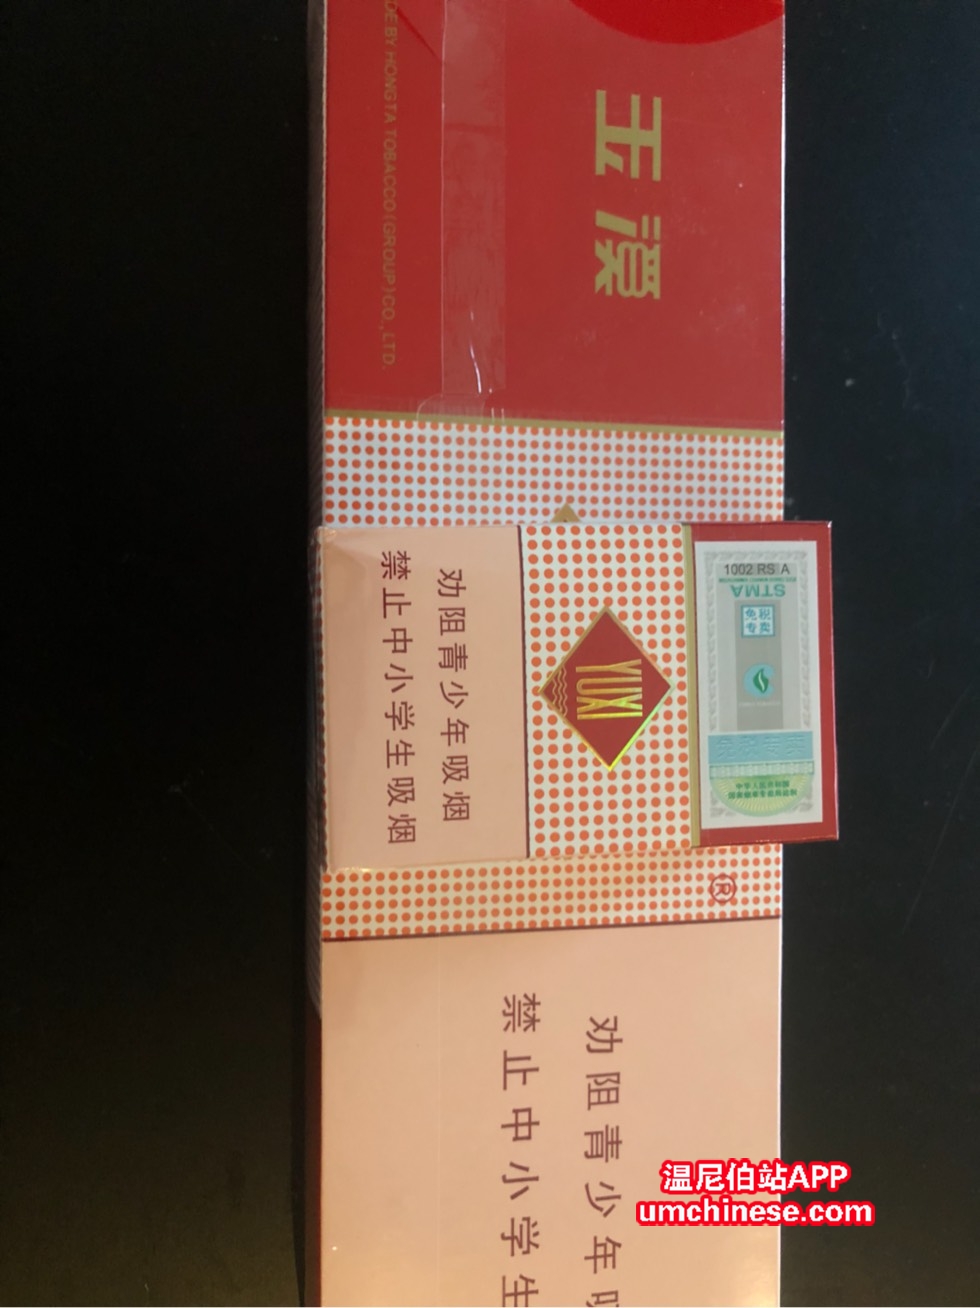 玉溪
MADE BY HONGTA TOBACCO (GROUP) CO., LTD.
1002 RS A
STMA
免税
专卖
YUXI
劝阻青少年吸烟
禁止中小学生吸烟
®
劝阻青少年吸
禁止中小学生
温尼伯站APP
umchinese.com